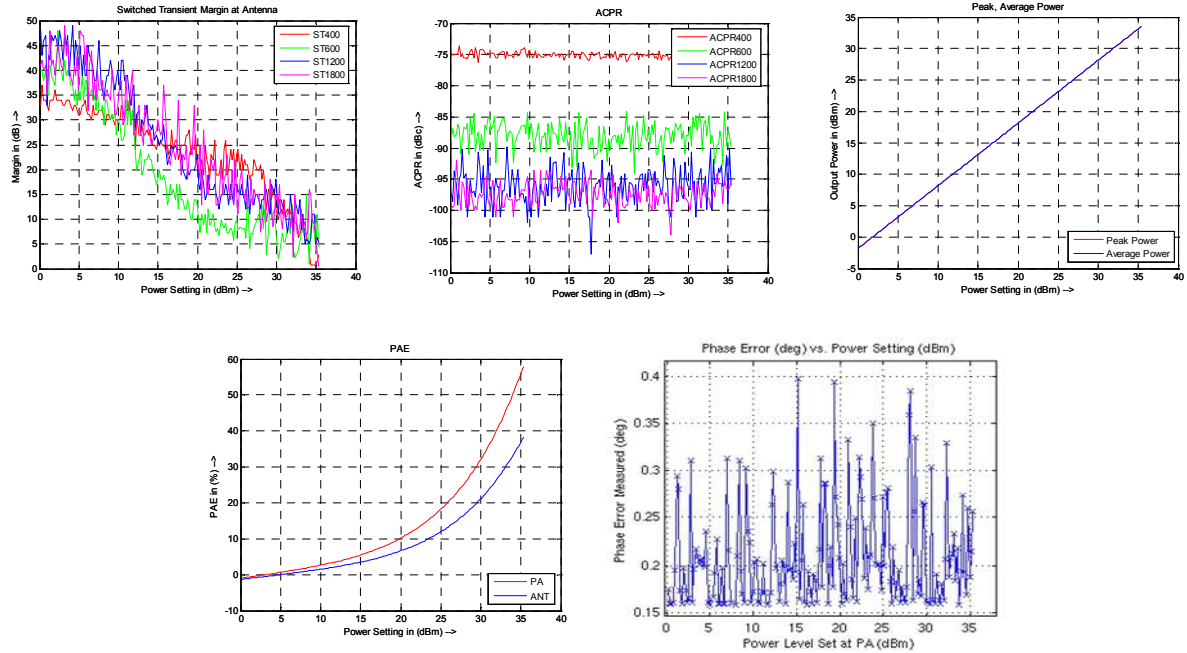 Switched Transient Margin at Antenna
50
45
40
35
30
25
20
15
10
5
0
0 5 10 15 20 25 30 35 40
Margin in (dB) -->
Power Setting in (dBm) -->
ST400
ST600
ST1200
ST1800
ACPR
-70
-75
-80
-85
-90
-95
-100
-105
-110
0 5 10 15 20 25 30 35 40
ACPR in (dBc) -->
Power Setting in (dBm) -->
ACPR400
ACPR600
ACPR1200
ACPR1800
Peak, Average Power
35
30
25
20
15
10
5
0
-5
0 5 10 15 20 25 30 35 40
Output Power in (dBm) -->
Power Setting in (dBm) -->
Peak Power
Average Power
PAE
60
50
40
30
20
10
0
-10
0 5 10 15 20 25 30 35 40
PAE in (%) -->
Power Setting in (dBm) -->
PA
ANT
Phase Error (deg) vs. Power Setting (dBm)
0.4
0.35
0.3
0.25
0.2
0.15
0 5 10 15 20 25 30 35
Phase Error Measured (deg)
Power Level Set at PA (dBm)